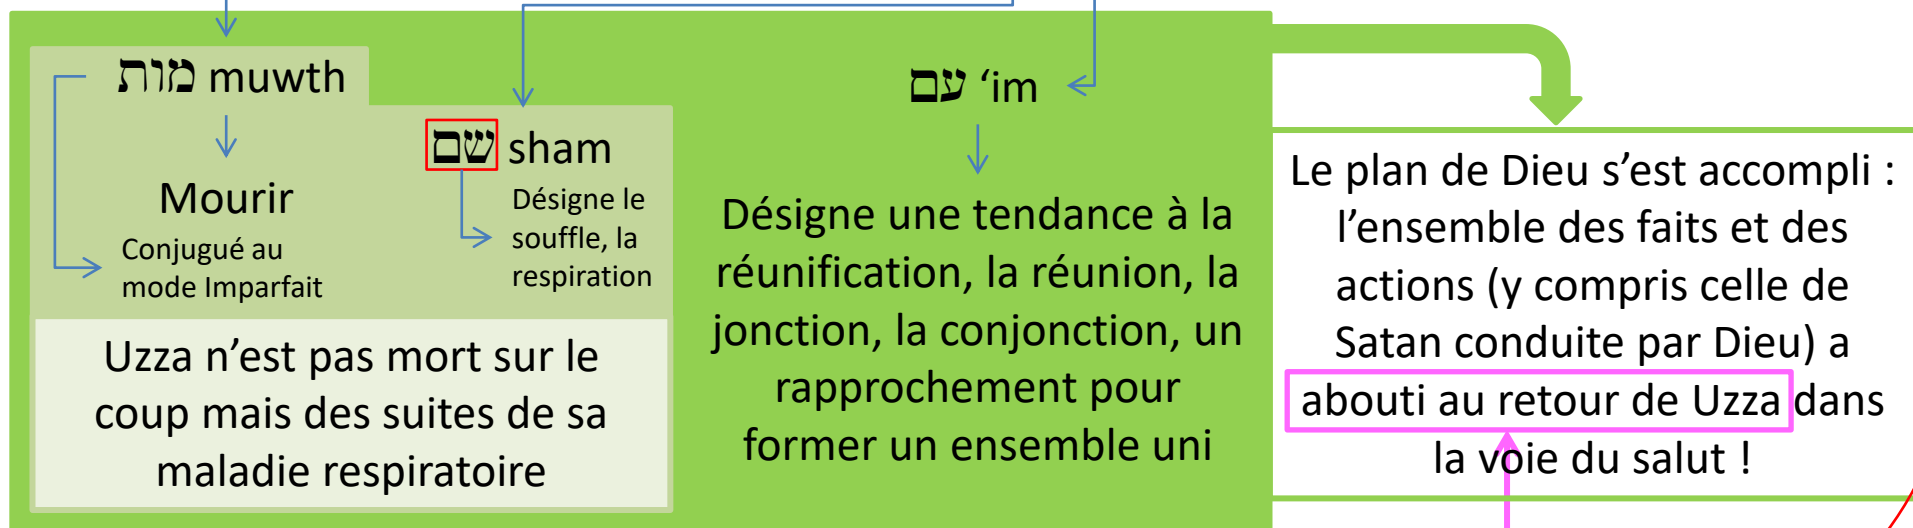 מות muwth
Mourir
Conjugué au
mode Imparfait
שם sham
Désigne le
souffle, la
respiration
Uzza n’est pas mort sur le
coup mais des suites de sa
maladie respiratoire
עם ‘im
Désigne une tendance à la
réunification, la réunion, la
jonction, la conjonction, un
rapprochement pour
former un ensemble uni
Le plan de Dieu s’est accompli :
l’ensemble des faits et des
actions (y compris celle de
Satan conduite par Dieu) a
abouti au retour de Uzza dans
la voie du salut !